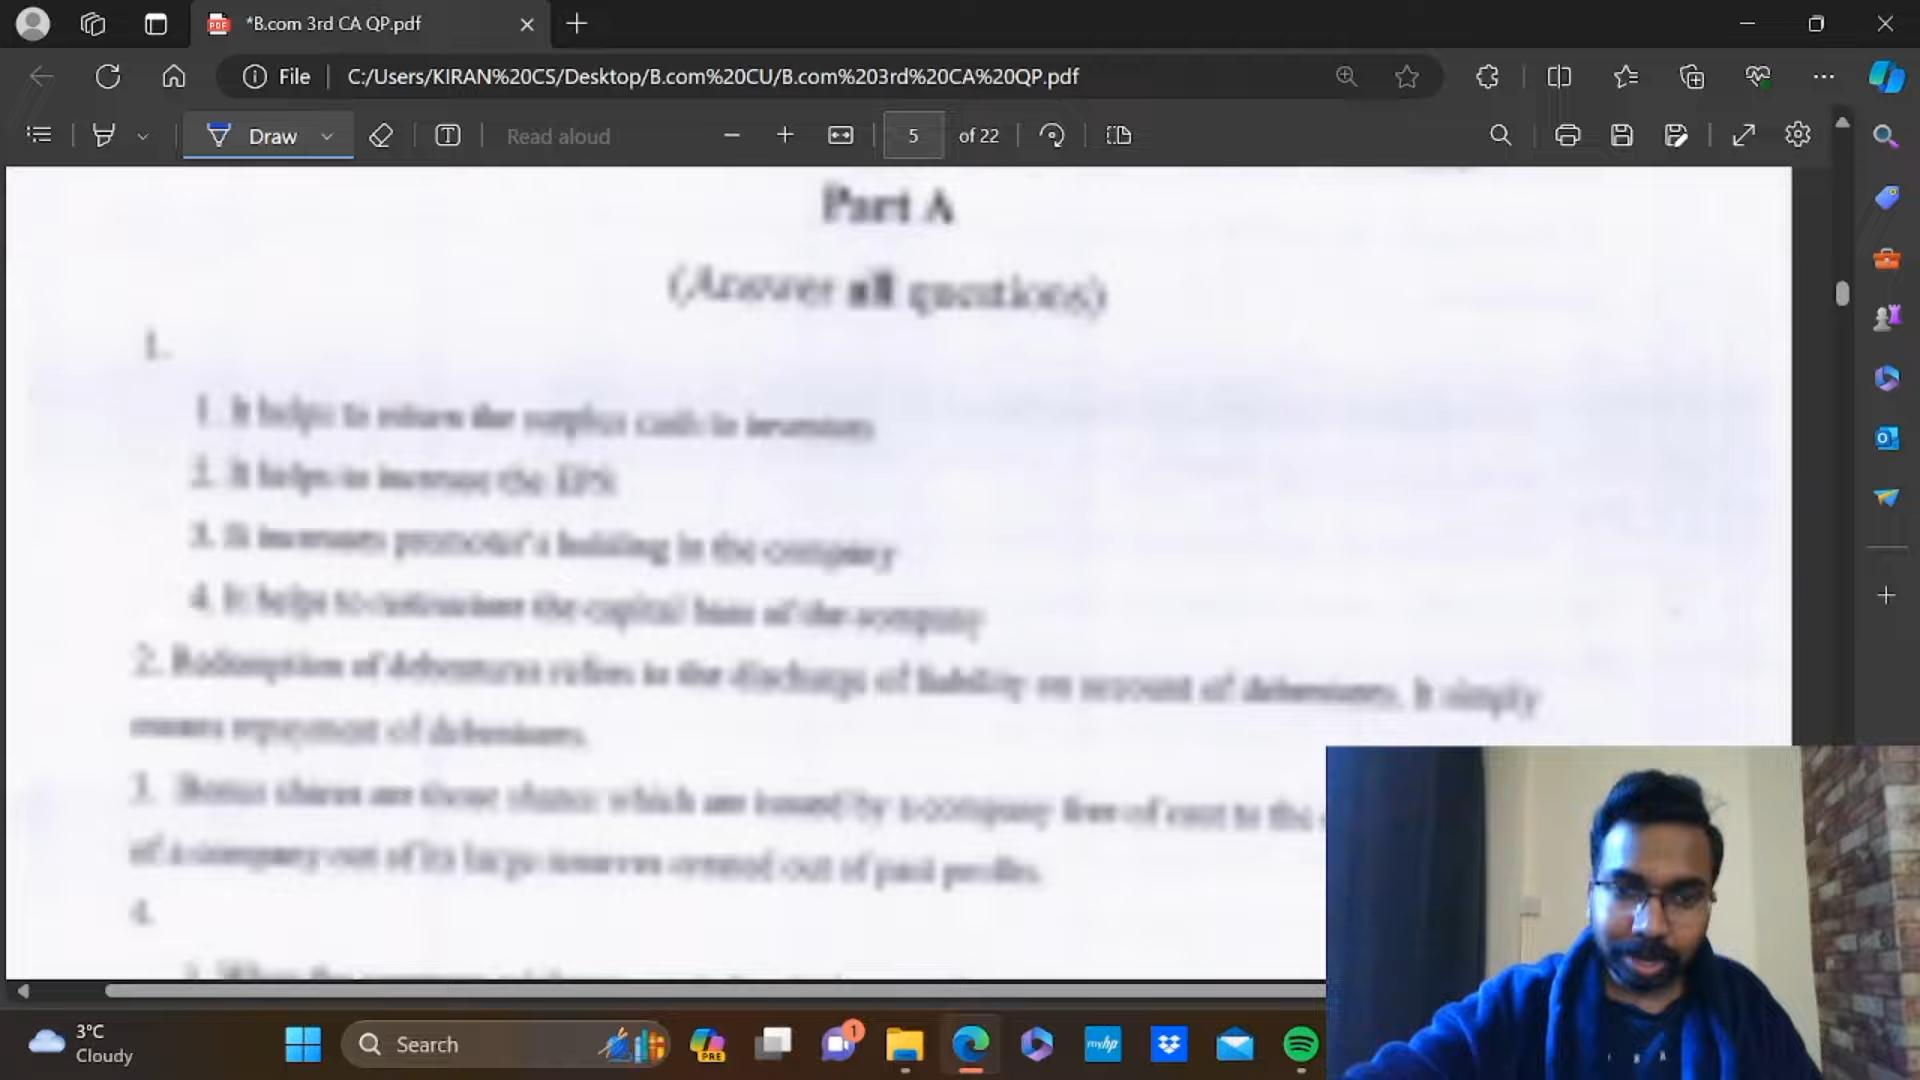 *B.com 3rd CA QP.pdf
File
C:/Users/KIRAN%20CS/Desktop/B.com%20CU/B.com%203rd%20CA%20QP.pdf
Draw
Read aloud
5 of 22
Part A
(Answer all questions)
1.
1. It helps to return the surplus cash to investors
2. It helps to increase the EPS
3. It increases promoter's holding in the company
4. It helps to restructure the capital base of the company
2. Redemption of debentures refers to the discharge of liability on account of debentures. It simply
means repayment of debentures.
3. Bonus shares are those shares which are issued by a company free of cost to the
of a company out of its large reserves created out of past profits.
4.
3°C
Cloudy
Search
PRE
1
myhp